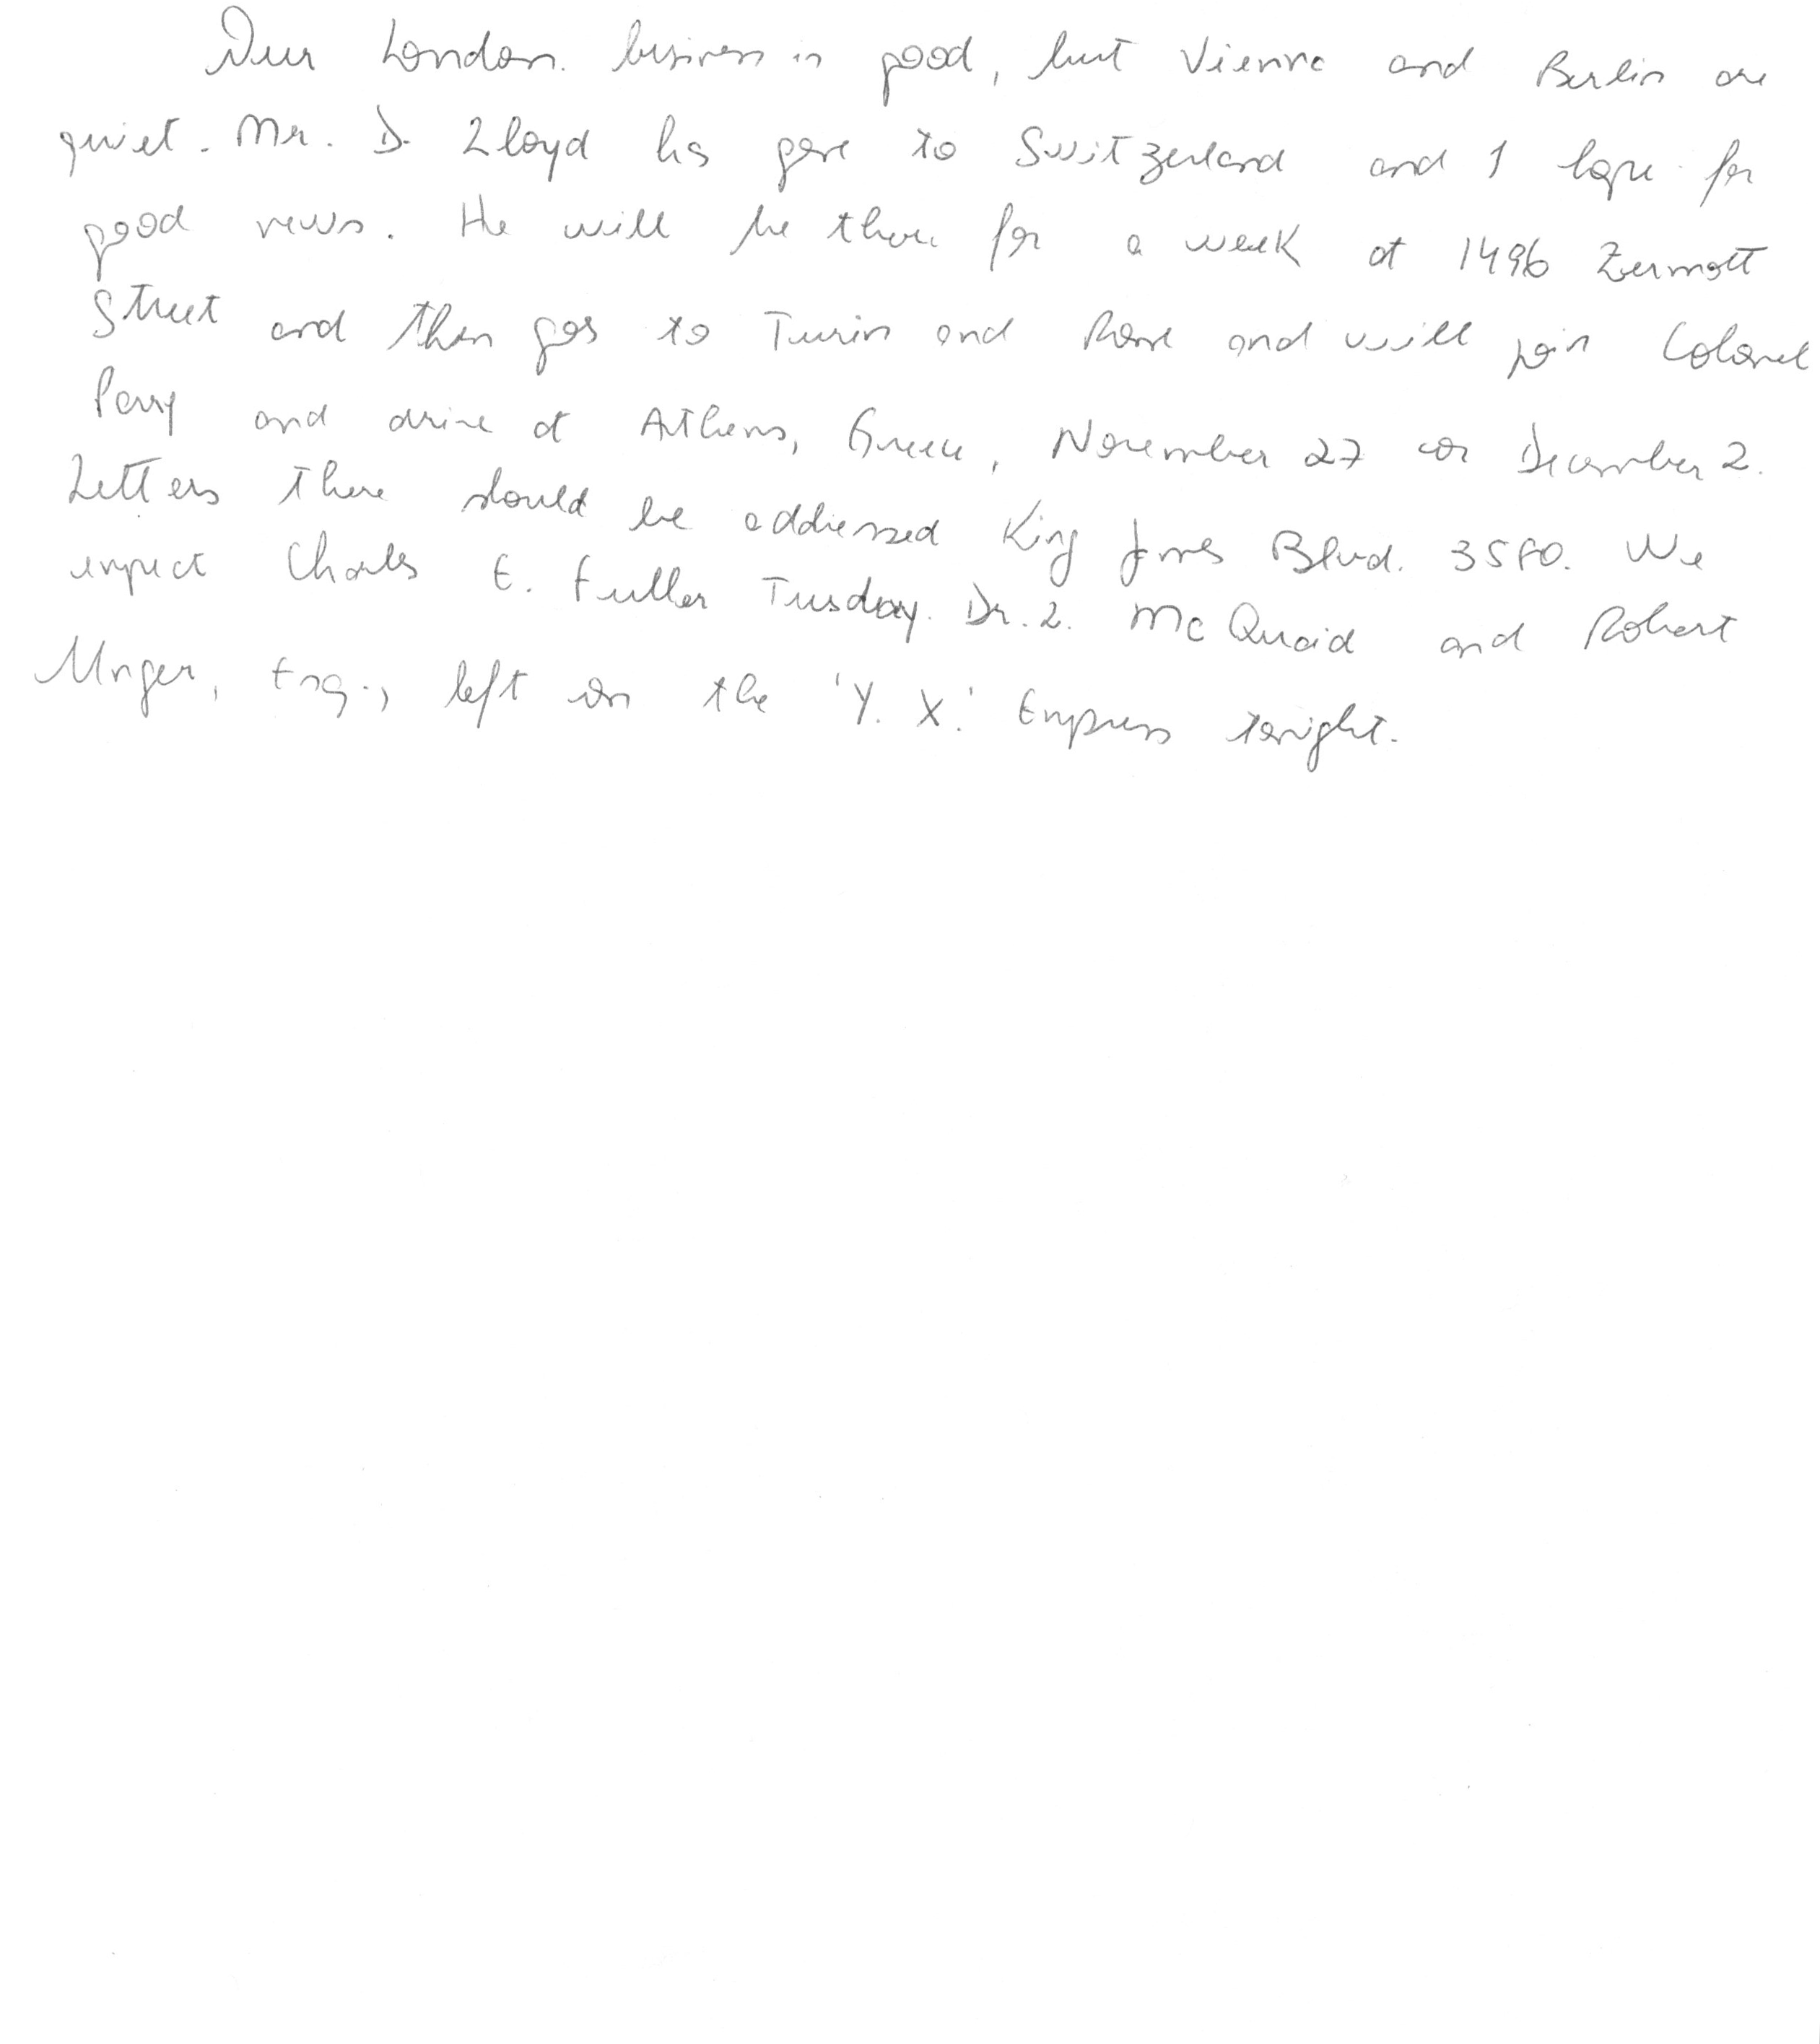 Our London business is good, but Vienna and Berlin are
quiet. Mr. D. Lloyd has gone to Switzerland and I hope for
good news. He will be there for a week at 1496 Zermott
Street and then goes to Turin and Rome and will join Colonel
Parry and arrive at Athens, Greece, November 27 or December 2.
Letters there should be addressed King James Blvd. 3580. We
expect Charles E. Fuller Tuesday. Dr. L. McQuaid and Robert
Unger, Esq., left on the 'Y. X.' Express tonight.